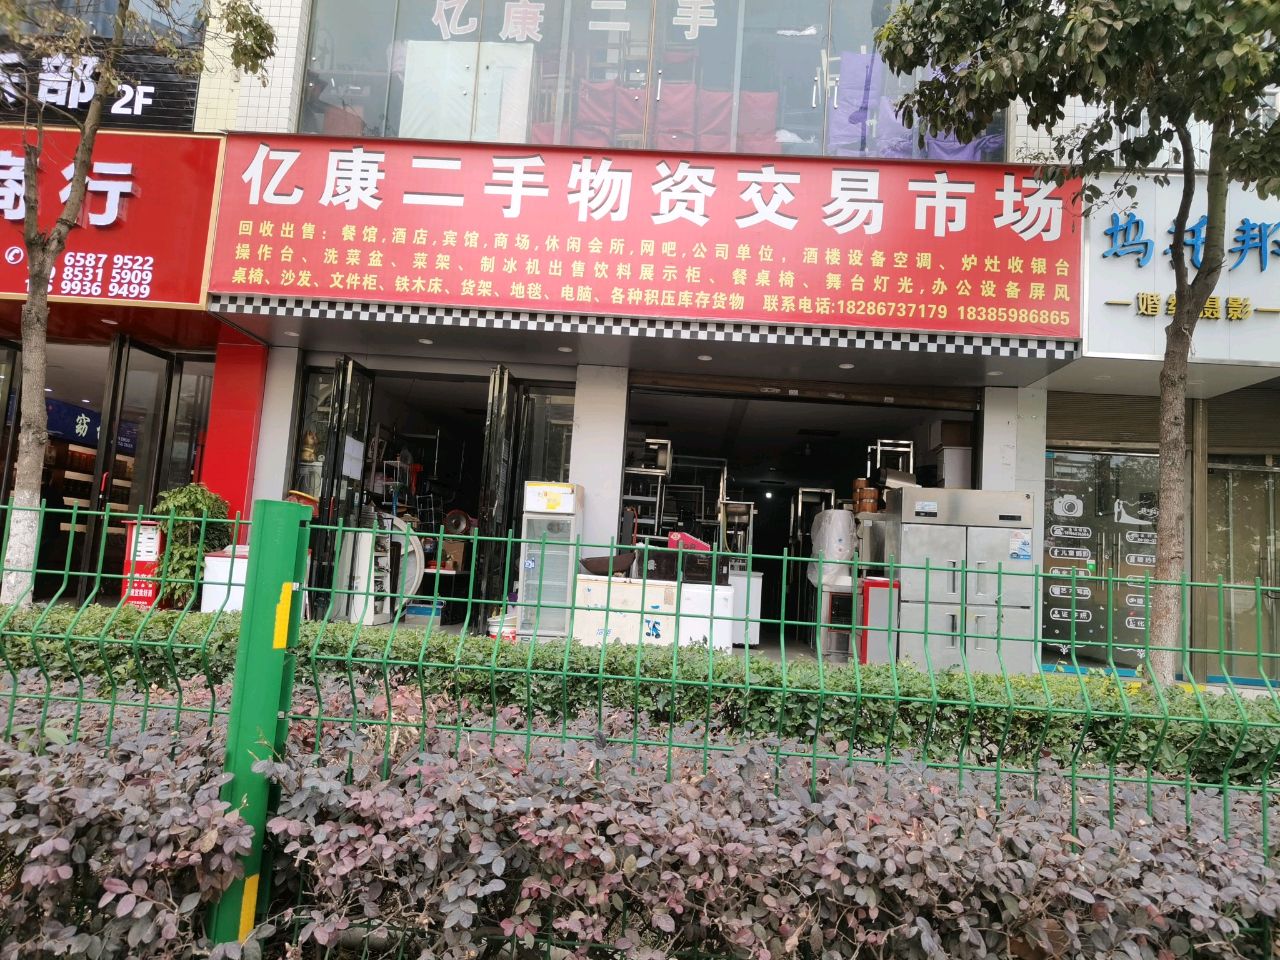 亿康二手
部 2F
商行
6587 9522
8531 5909
9936 9499
亿康二手物资交易市场
回收出售：餐馆,酒店,宾馆,商场,休闲会所,网吧,公司单位，酒楼设备空调、炉灶收银台
操作台、洗菜盆、菜架、制冰机出售饮料展示柜、餐桌椅、舞台灯光,办公设备屏风
桌椅、沙发、文件柜、铁木床、货架、地毯、电脑、各种积压库存货物 联系电话:18286737179 18385986865
坞托邦
婚纱摄影